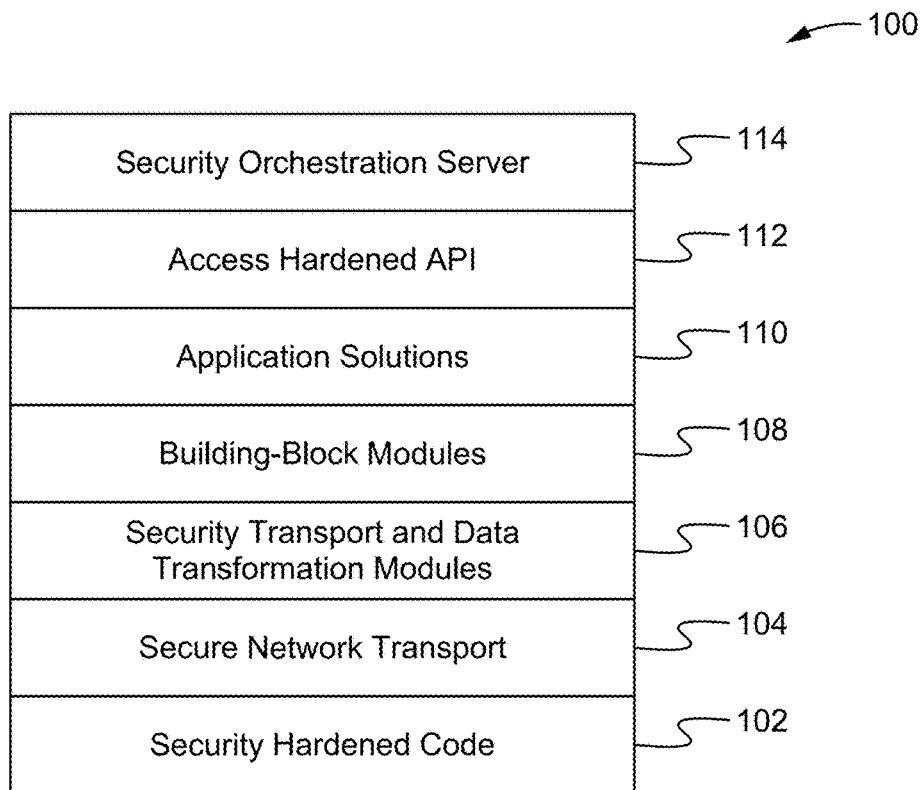 100
Security Orchestration Server 114
Access Hardened API 112
Application Solutions 110
Building-Block Modules 108
Security Transport and Data
Transformation Modules 106
Secure Network Transport 104
Security Hardened Code 102